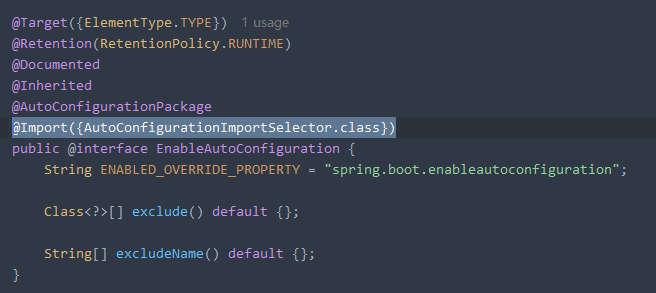 @Target({ElementType.TYPE}) 1 usage
@Retention(RetentionPolicy.RUNTIME)
@Documented
@Inherited
@AutoConfigurationPackage
@Import({AutoConfigurationImportSelector.class})
public @interface EnableAutoConfiguration {
    String ENABLED_OVERRIDE_PROPERTY = "spring.boot.enableautoconfiguration";

    Class<?>[] exclude() default {};

    String[] excludeName() default {};
}